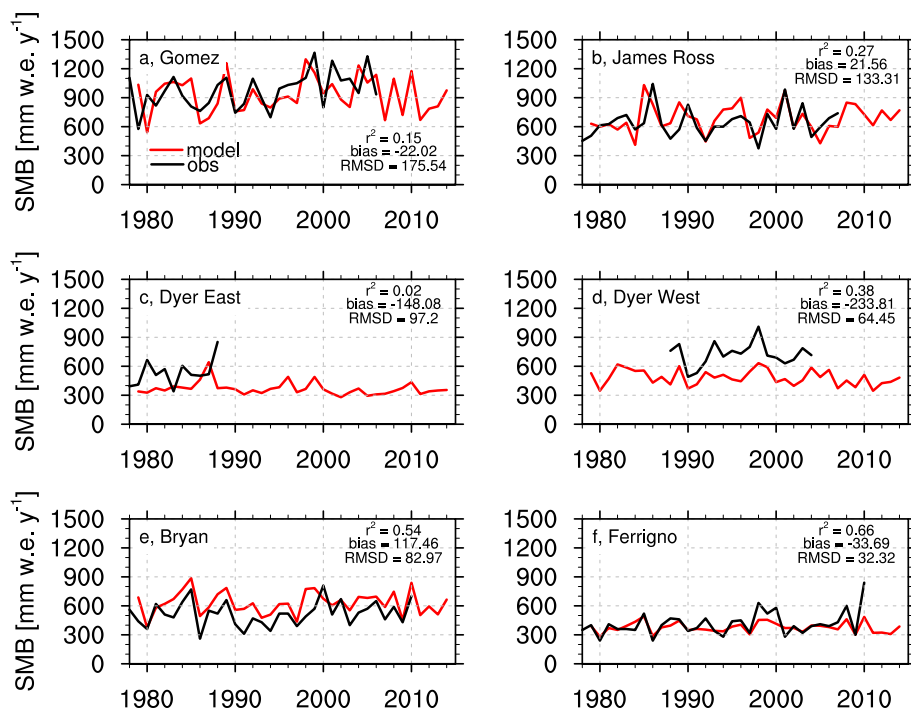 SMB [mm w.e. y-1]
1500
1200
900
600
300
0
a, Gomez
model
obs
r2 = 0.15
bias = -22.02
RMSD = 175.54
1980
1990
2000
2010
1500
1200
900
600
300
0
b, James Ross
r2 = 0.27
bias = 21.56
RMSD = 133.31
1980
1990
2000
2010
SMB [mm w.e. y-1]
1500
1200
900
600
300
0
c, Dyer East
r2 = 0.02
bias = -148.08
RMSD = 97.2
1980
1990
2000
2010
1500
1200
900
600
300
0
d, Dyer West
r2 = 0.38
bias = -233.81
RMSD = 64.45
1980
1990
2000
2010
SMB [mm w.e. y-1]
1500
1200
900
600
300
0
e, Bryan
r2 = 0.54
bias = 117.46
RMSD = 82.97
1980
1990
2000
2010
1500
1200
900
600
300
0
f, Ferrigno
r2 = 0.66
bias = -33.69
RMSD = 32.32
1980
1990
2000
2010